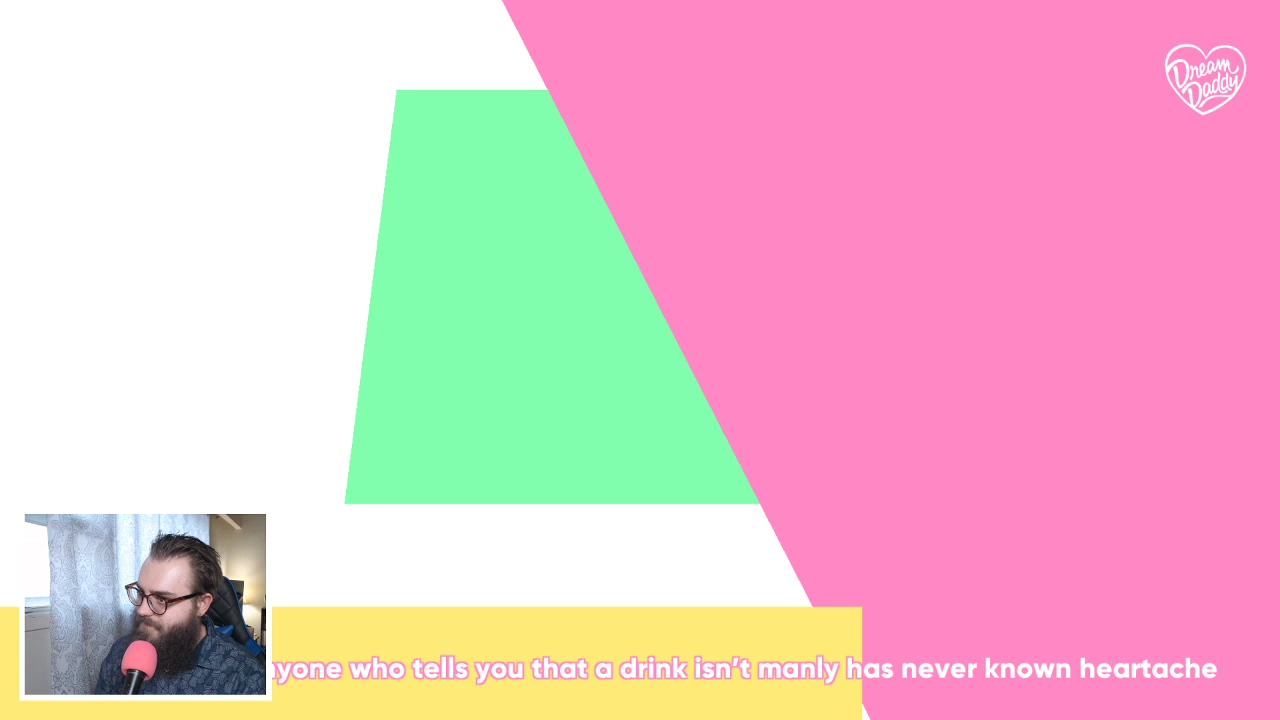 Dream
Daddy
nyone who tells you that a drink isn't manly has never known heartache